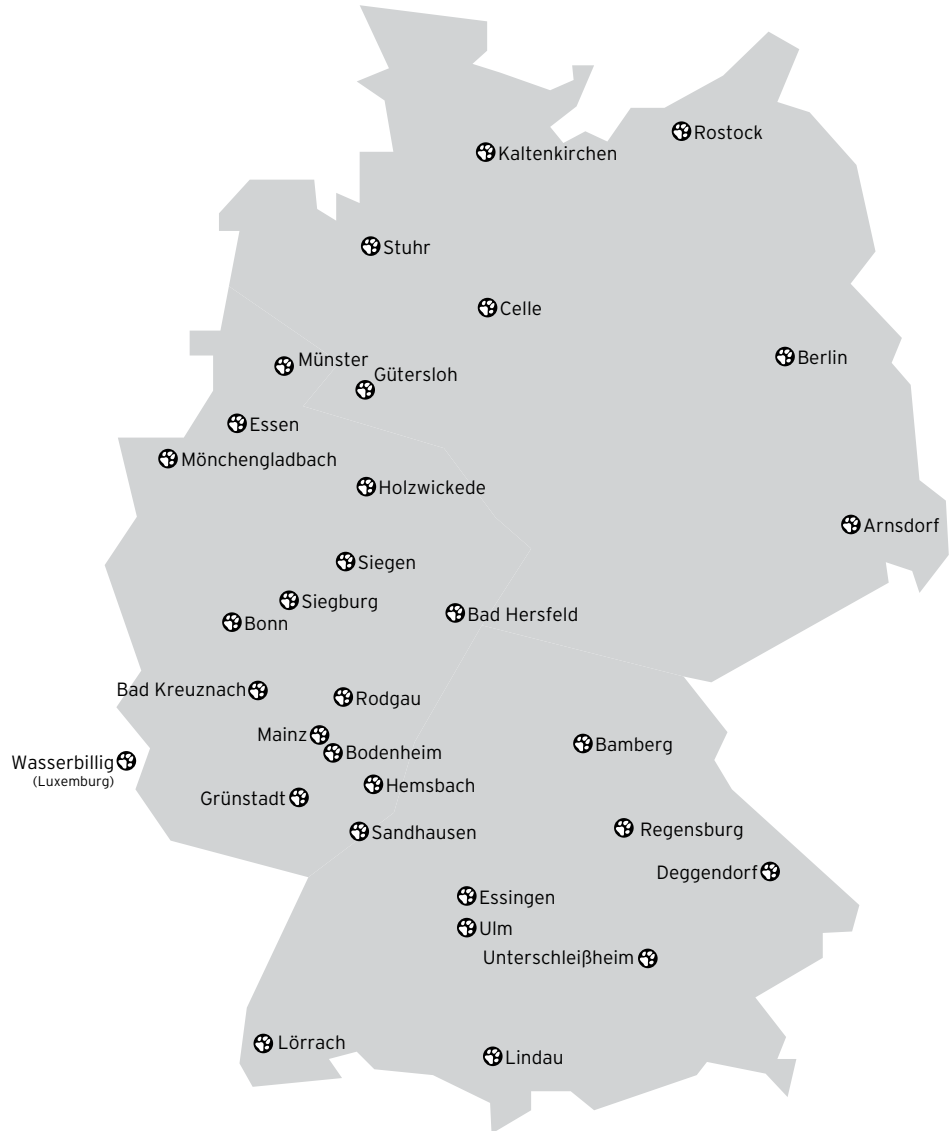 Rostock
Kaltenkirchen
Stuhr
Celle
Berlin
Münster
Gütersloh
Essen
Mönchengladbach
Holzwickede
Arnsdorf
Siegen
Siegburg
Bad Hersfeld
Bonn
Bad Kreuznach
Rodgau
Mainz
Bamberg
Bodenheim
Wasserbillig
(Luxemburg)
Hemsbach
Grünstadt
Regensburg
Sandhausen
Deggendorf
Essingen
Ulm
Unterschleißheim
Lörrach
Lindau